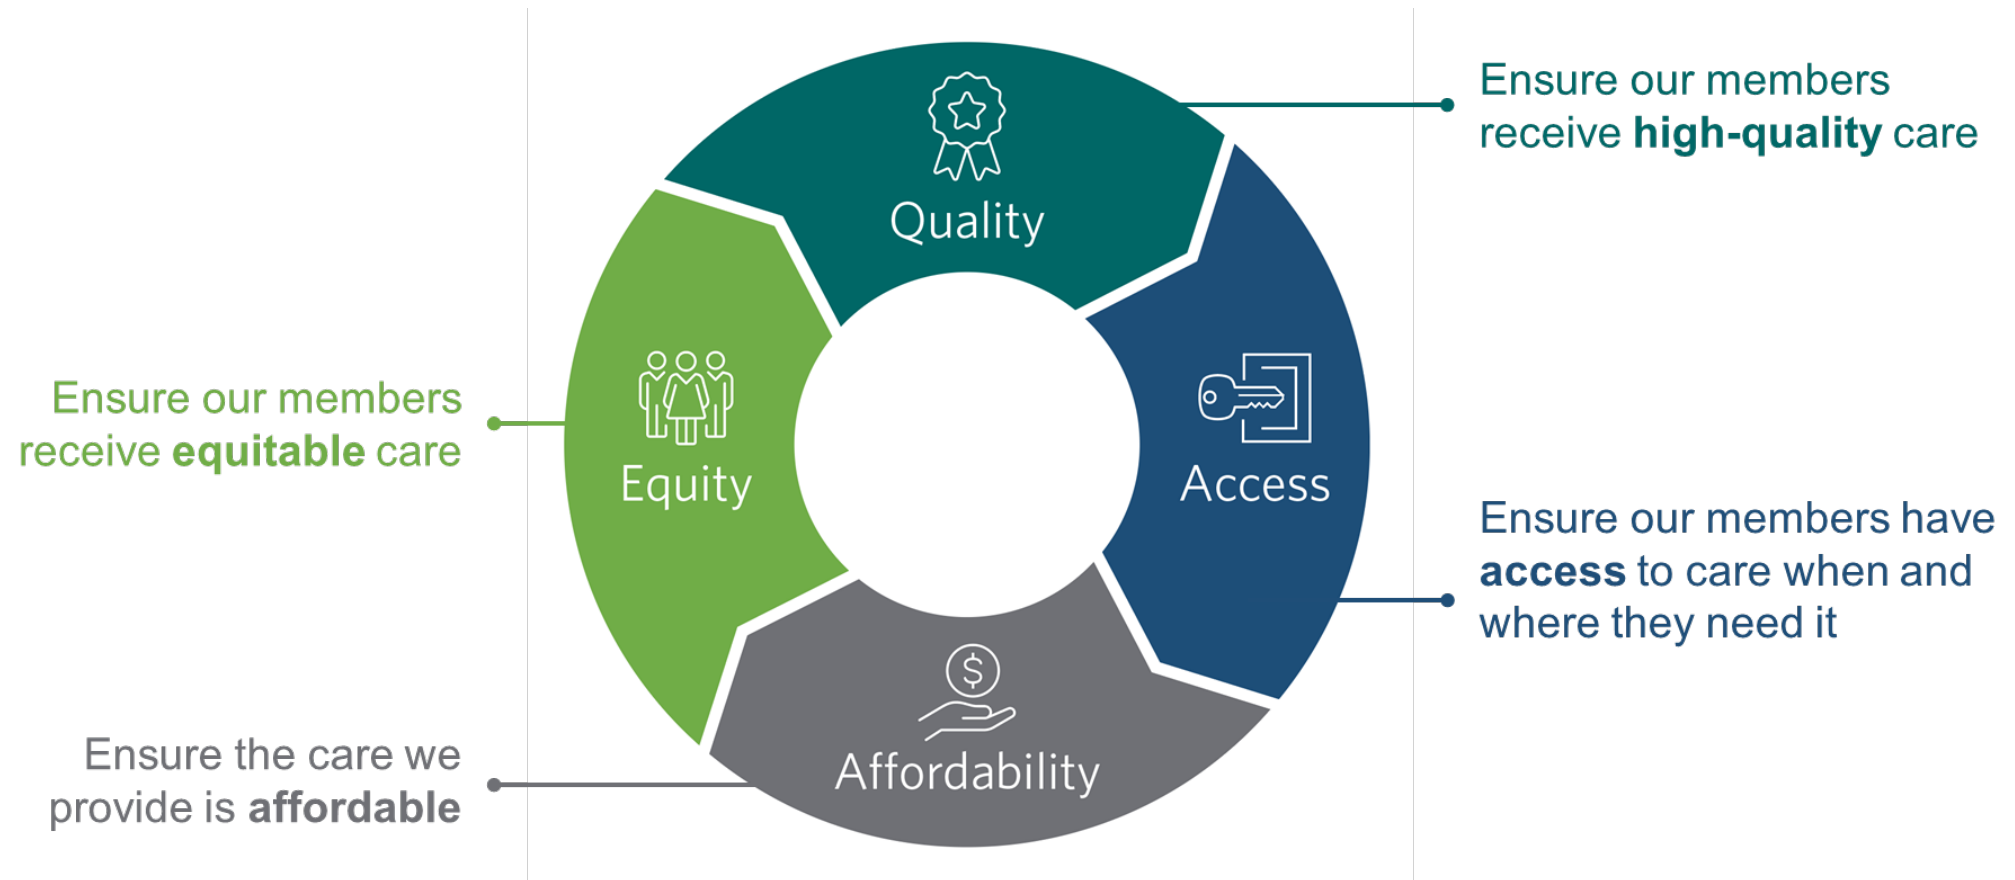 Quality
Ensure our members
receive high-quality care
Access
Ensure our members have
access to care when and
where they need it
$
Affordability
Ensure the care we
provide is affordable
Equity
Ensure our members
receive equitable care